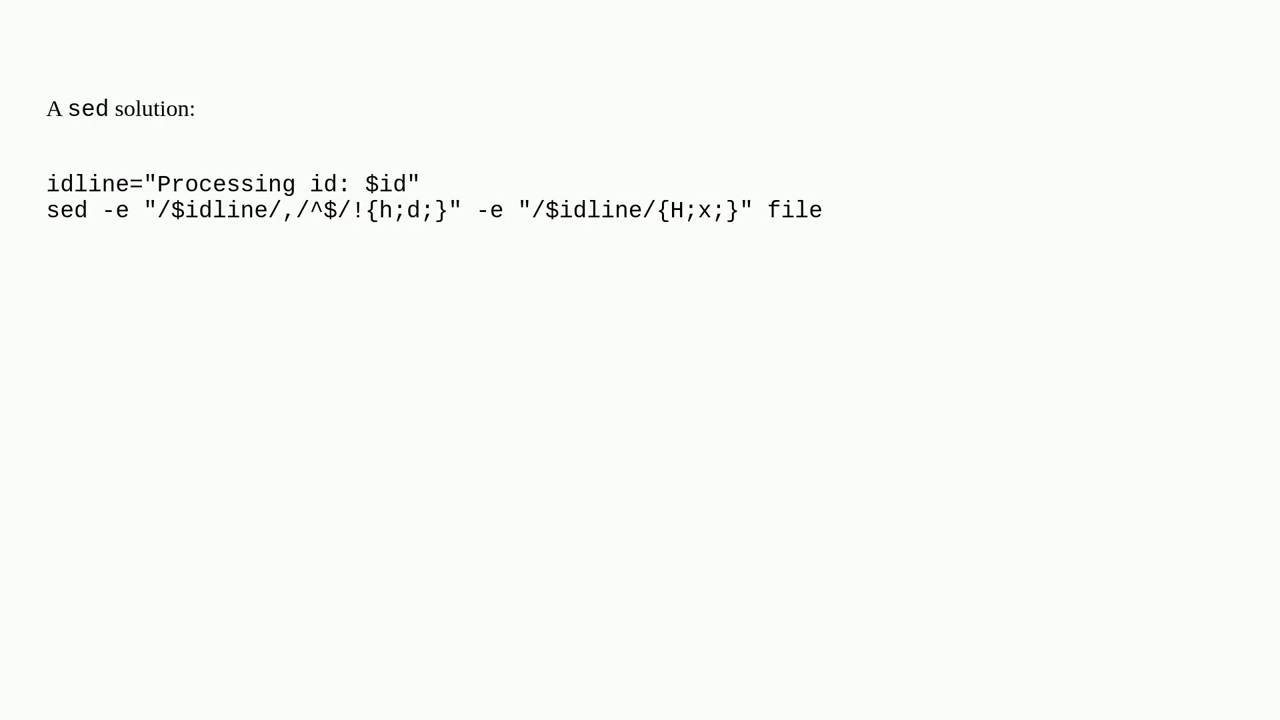 A sed solution:
idline="Processing id: $id"
sed -e "/$idline/,/^$/!{h;d;}" -e "/$idline/{H;x;}" file